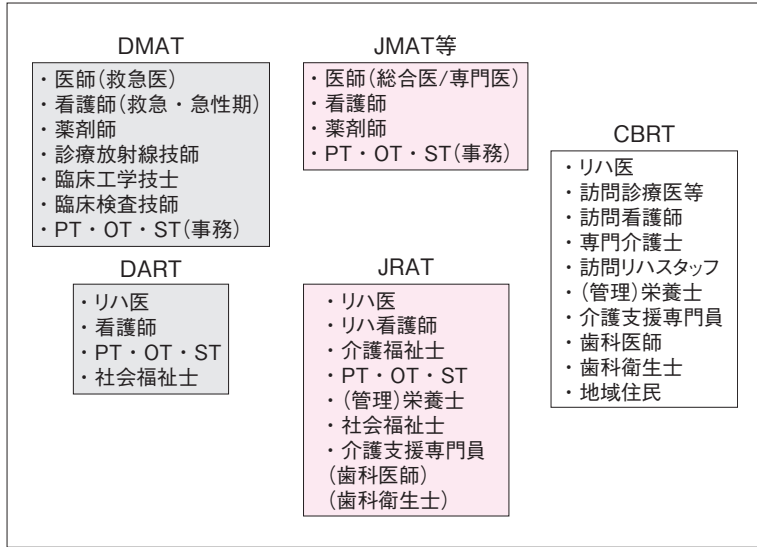 DMAT
・医師(救急医)
・看護師(救急・急性期)
・薬剤師
・診療放射線技師
・臨床工学技士
・臨床検査技師
・PT・OT・ST(事務)
JMAT等
・医師(総合医/専門医)
・看護師
・薬剤師
・PT・OT・ST(事務)
CBRT
・リハ医
・訪問診療医等
・訪問看護師
・専門介護士
・訪問リハスタッフ
・(管理)栄養士
・介護支援専門員
・歯科医師
・歯科衛生士
・地域住民
DART
・リハ医
・看護師
・PT・OT・ST
・社会福祉士
JRAT
・リハ医
・リハ看護師
・介護福祉士
・PT・OT・ST
・(管理)栄養士
・社会福祉士
・介護支援専門員
(歯科医師)
(歯科衛生士)